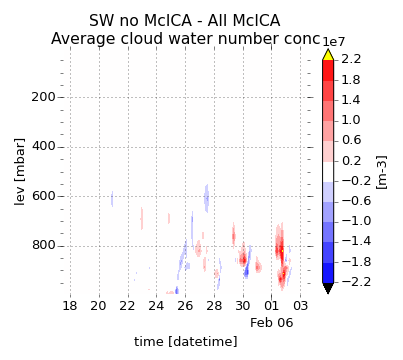 SW no McICA - All McICA
Average cloud water number conc
1e7
2.2
1.8
1.4
1.0
0.6
0.2
−0.2
−0.6
−1.0
−1.4
−1.8
−2.2
[m-3]
200
400
600
800
lev [mbar]
18 20 22 24 26 28 30 01 03
Feb 06
time [datetime]